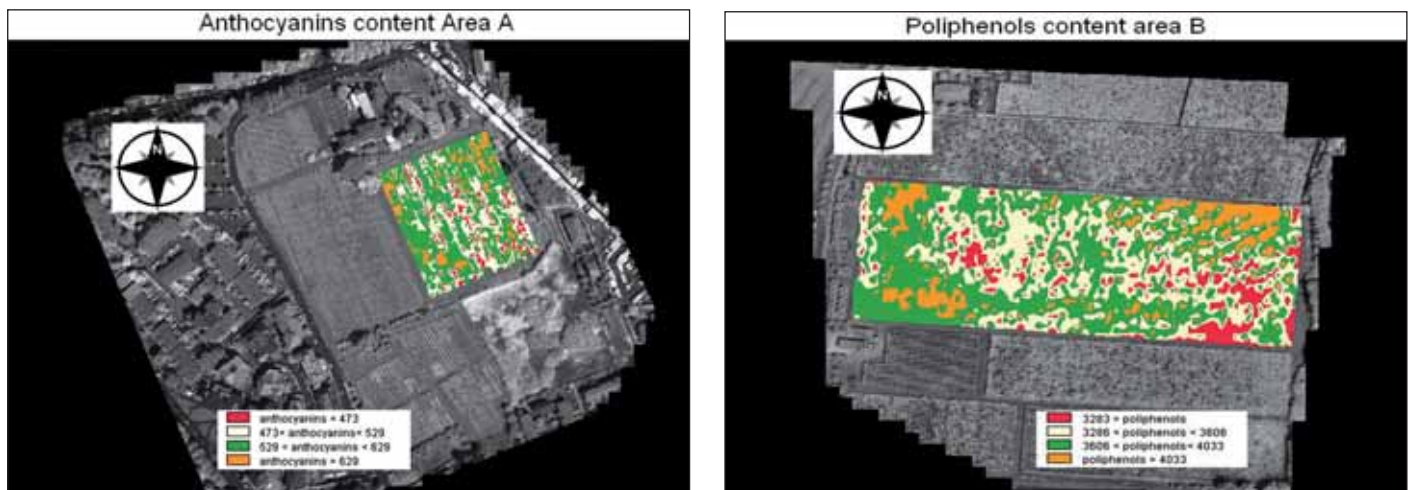 Anthocyanins content Area A
N
anthocyanins < 473
473< anthocyanins< 529
529 < anthocyanins < 629
anthocyanins > 629
Poliphenols content area B
N
3283 > poliphenols
3286 < poliphenols < 3606
3606 < poliphenols< 4033
poliphenols > 4033